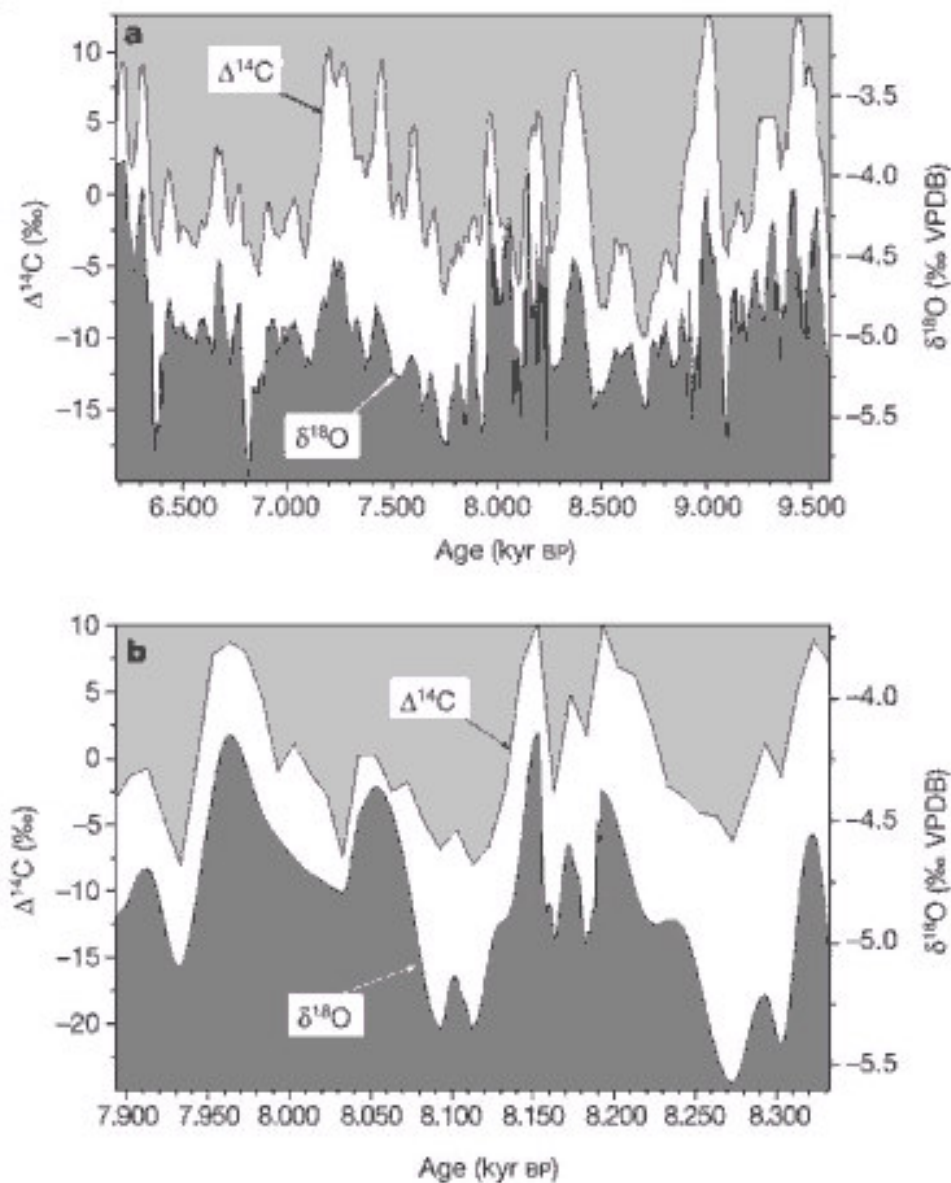 a
10
5
0
−5
−10
−15
Δ¹⁴C (‰)
Δ¹⁴C
δ¹⁸O
−3.5
−4.0
−4.5
−5.0
−5.5
δ¹⁸O (‰ VPDB)
6.500 7.000 7.500 8.000 8.500 9.000 9.500
Age (kyr BP)
b
10
5
0
−5
−10
−15
−20
Δ¹⁴C (‰)
Δ¹⁴C
δ¹⁸O
−4.0
−4.5
−5.0
−5.5
δ¹⁸O (‰ VPDB)
7.900 7.950 8.000 8.050 8.100 8.150 8.200 8.250 8.300
Age (kyr BP)